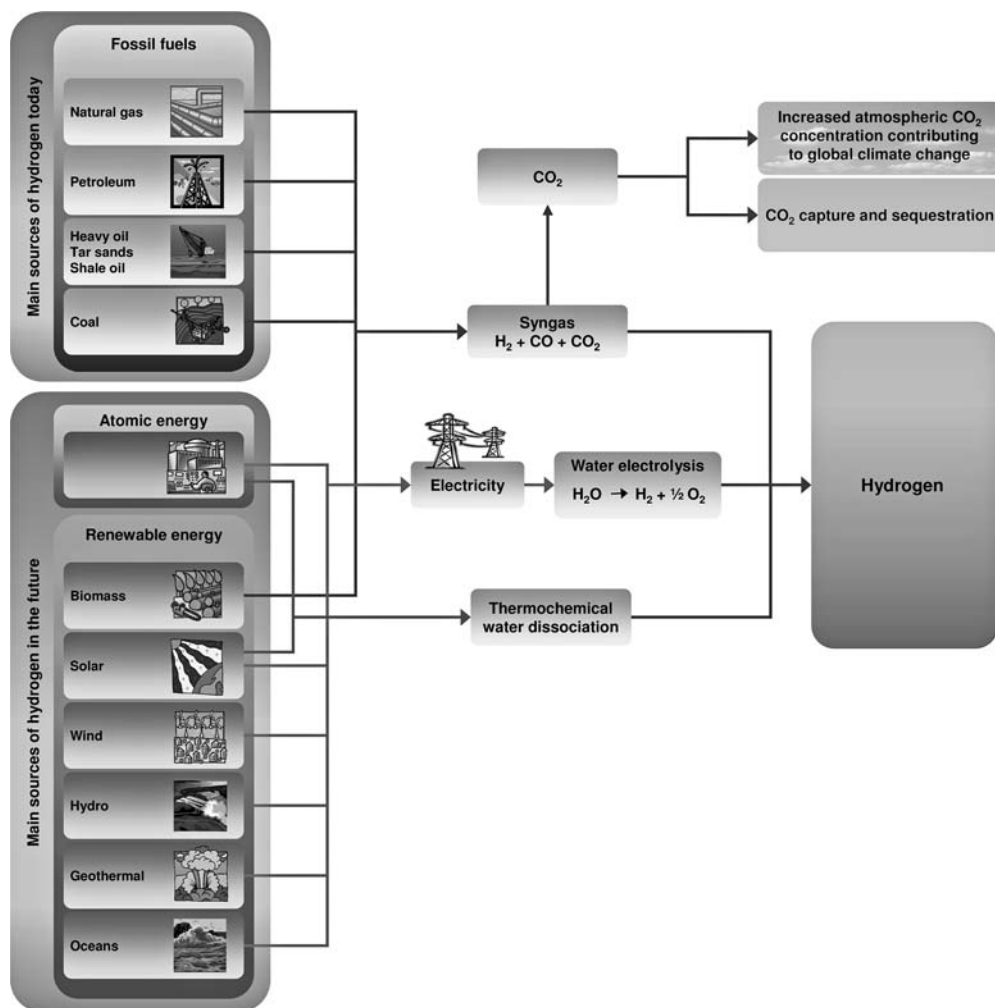 Main sources of hydrogen today
Fossil fuels
Natural gas
Petroleum
Heavy oil
Tar sands
Shale oil
Coal
Main sources of hydrogen in the future
Atomic energy
Renewable energy
Biomass
Solar
Wind
Hydro
Geothermal
Oceans
CO₂
Increased atmospheric CO₂
concentration contributing
to global climate change
CO₂ capture and sequestration
Syngas
H₂ + CO + CO₂
Electricity
Water electrolysis
H₂O → H₂ + ½ O₂
Thermochemical
water dissociation
Hydrogen